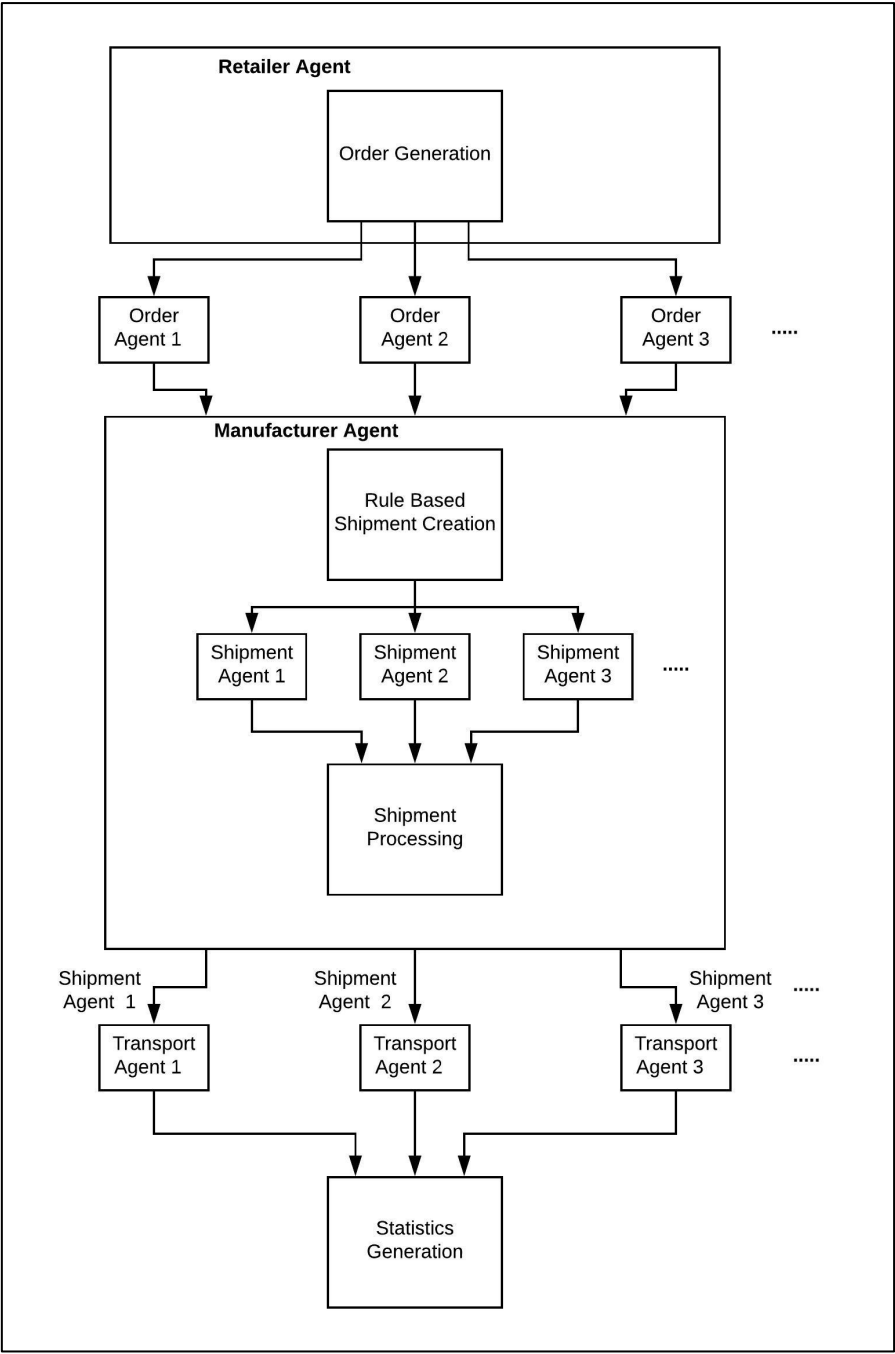 Retailer Agent
Order Generation
Order
Agent 1
Order
Agent 2
Order
Agent 3
.....
Manufacturer Agent
Rule Based
Shipment Creation
Shipment
Agent 1
Shipment
Agent 2
Shipment
Agent 3
.....
Shipment
Processing
Shipment
Agent  1
Shipment
Agent  2
Shipment
Agent 3
.....
Transport
Agent 1
Transport
Agent 2
Transport
Agent 3
.....
Statistics
Generation